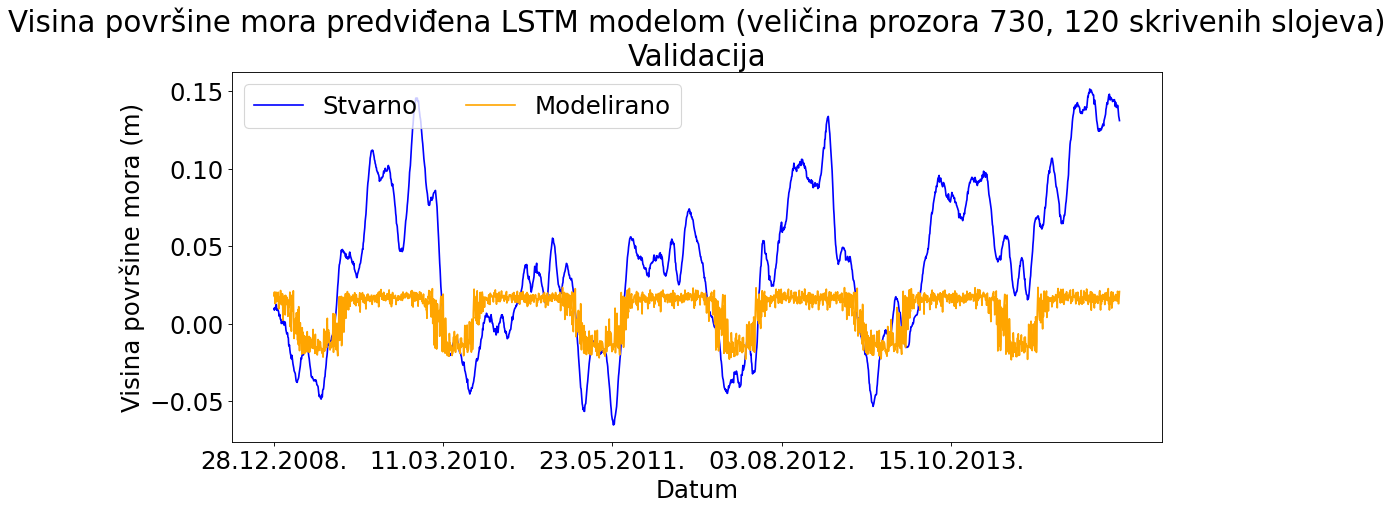 Visina površine mora predviđena LSTM modelom (veličina prozora 730, 120 skrivenih slojeva)
Validacija
Stvarno Modelirano
Visina površine mora (m)
0.15
0.10
0.05
0.00
−0.05
28.12.2008. 11.03.2010. 23.05.2011. 03.08.2012. 15.10.2013.
Datum